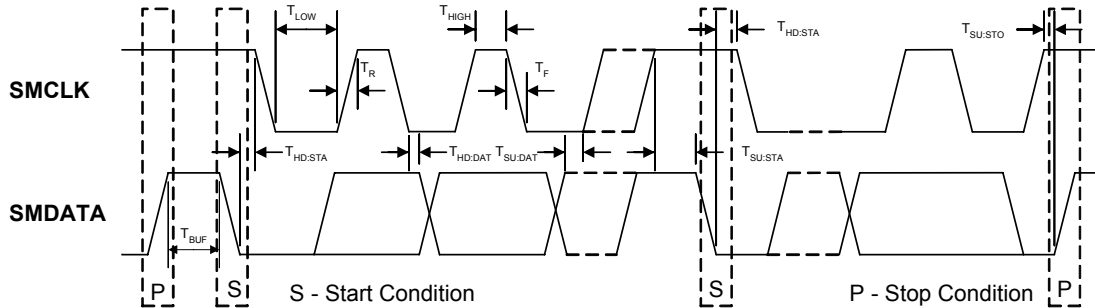 T_LOW T_HIGH T_HD:STA T_SU:STO
SMCLK
T_R T_F
T_HD:STA T_HD:DAT T_SU:DAT T_SU:STA
SMDATA
T_BUF
P S S - Start Condition S P - Stop Condition P